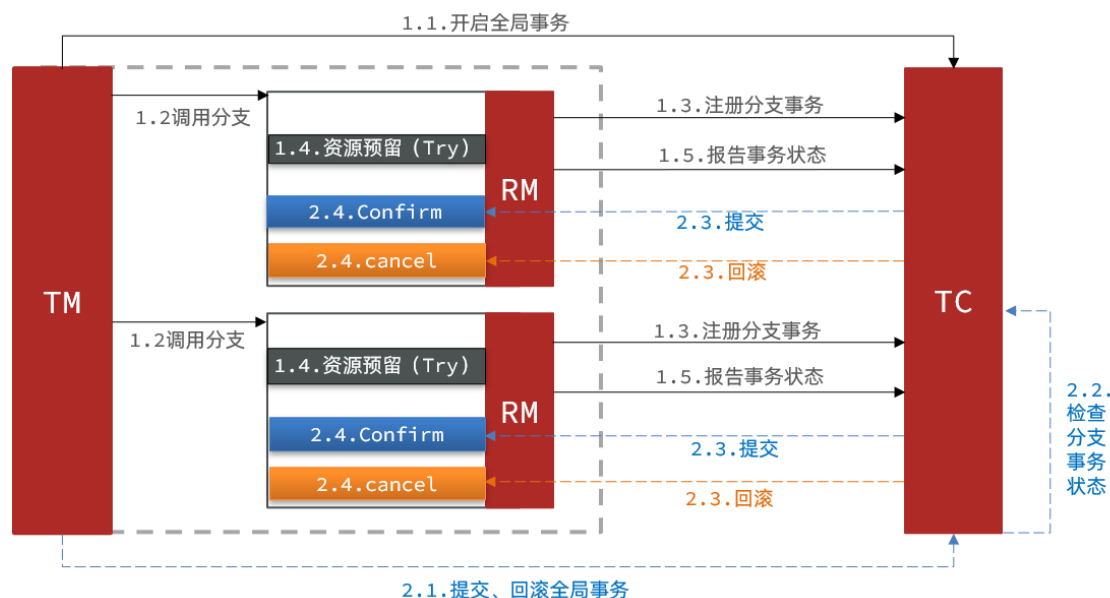 1.1.开启全局事务
TM
1.2调用分支
1.4.资源预留（Try）
2.4.Confirm
2.4.cancel
RM
1.3.注册分支事务
1.5.报告事务状态
2.3.提交
2.3.回滚
TC
1.2调用分支
1.4.资源预留（Try）
2.4.Confirm
2.4.cancel
RM
1.3.注册分支事务
1.5.报告事务状态
2.3.提交
2.3.回滚
2.2.
检查
分支
事务
状态
2.1.提交、回滚全局事务